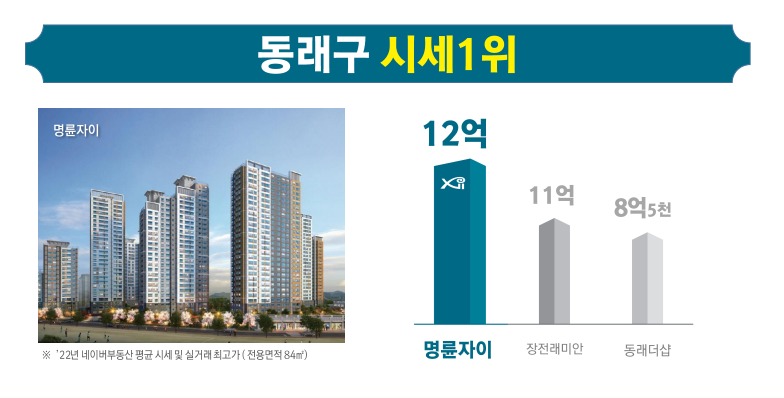 동래구 시세1위
명륜자이
※ '22년 네이버부동산 평균 시세 및 실거래 최고가 ( 전용면적 84㎡)
12억
Xii
11억
8억5천
명륜자이
장전래미안
동래더샵